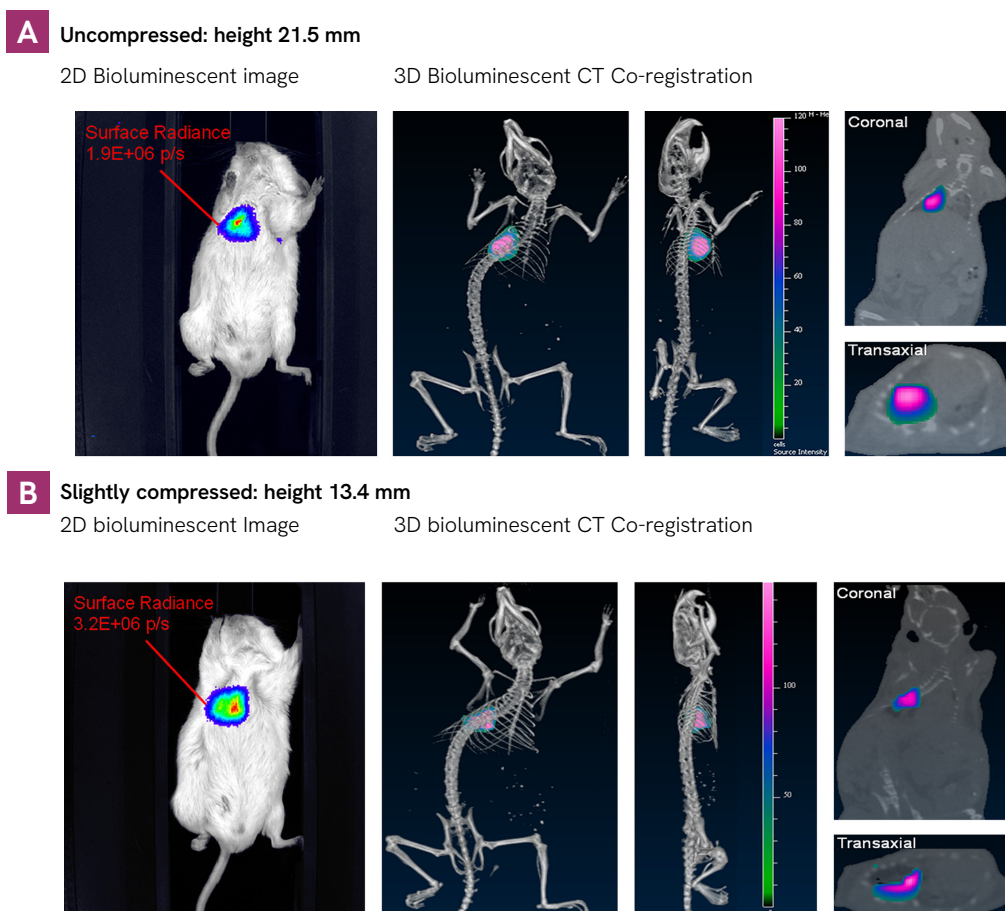 A
Uncompressed: height 21.5 mm
2D Bioluminescent image
3D Bioluminescent CT Co-registration
Surface Radiance
1.9E+06 p/s
120
100
80
60
40
20
cells
Source Intensity
Coronal
Transaxial
B
Slightly compressed: height 13.4 mm
2D bioluminescent Image
3D bioluminescent CT Co-registration
Surface Radiance
3.2E+06 p/s
100
50
Coronal
Transaxial